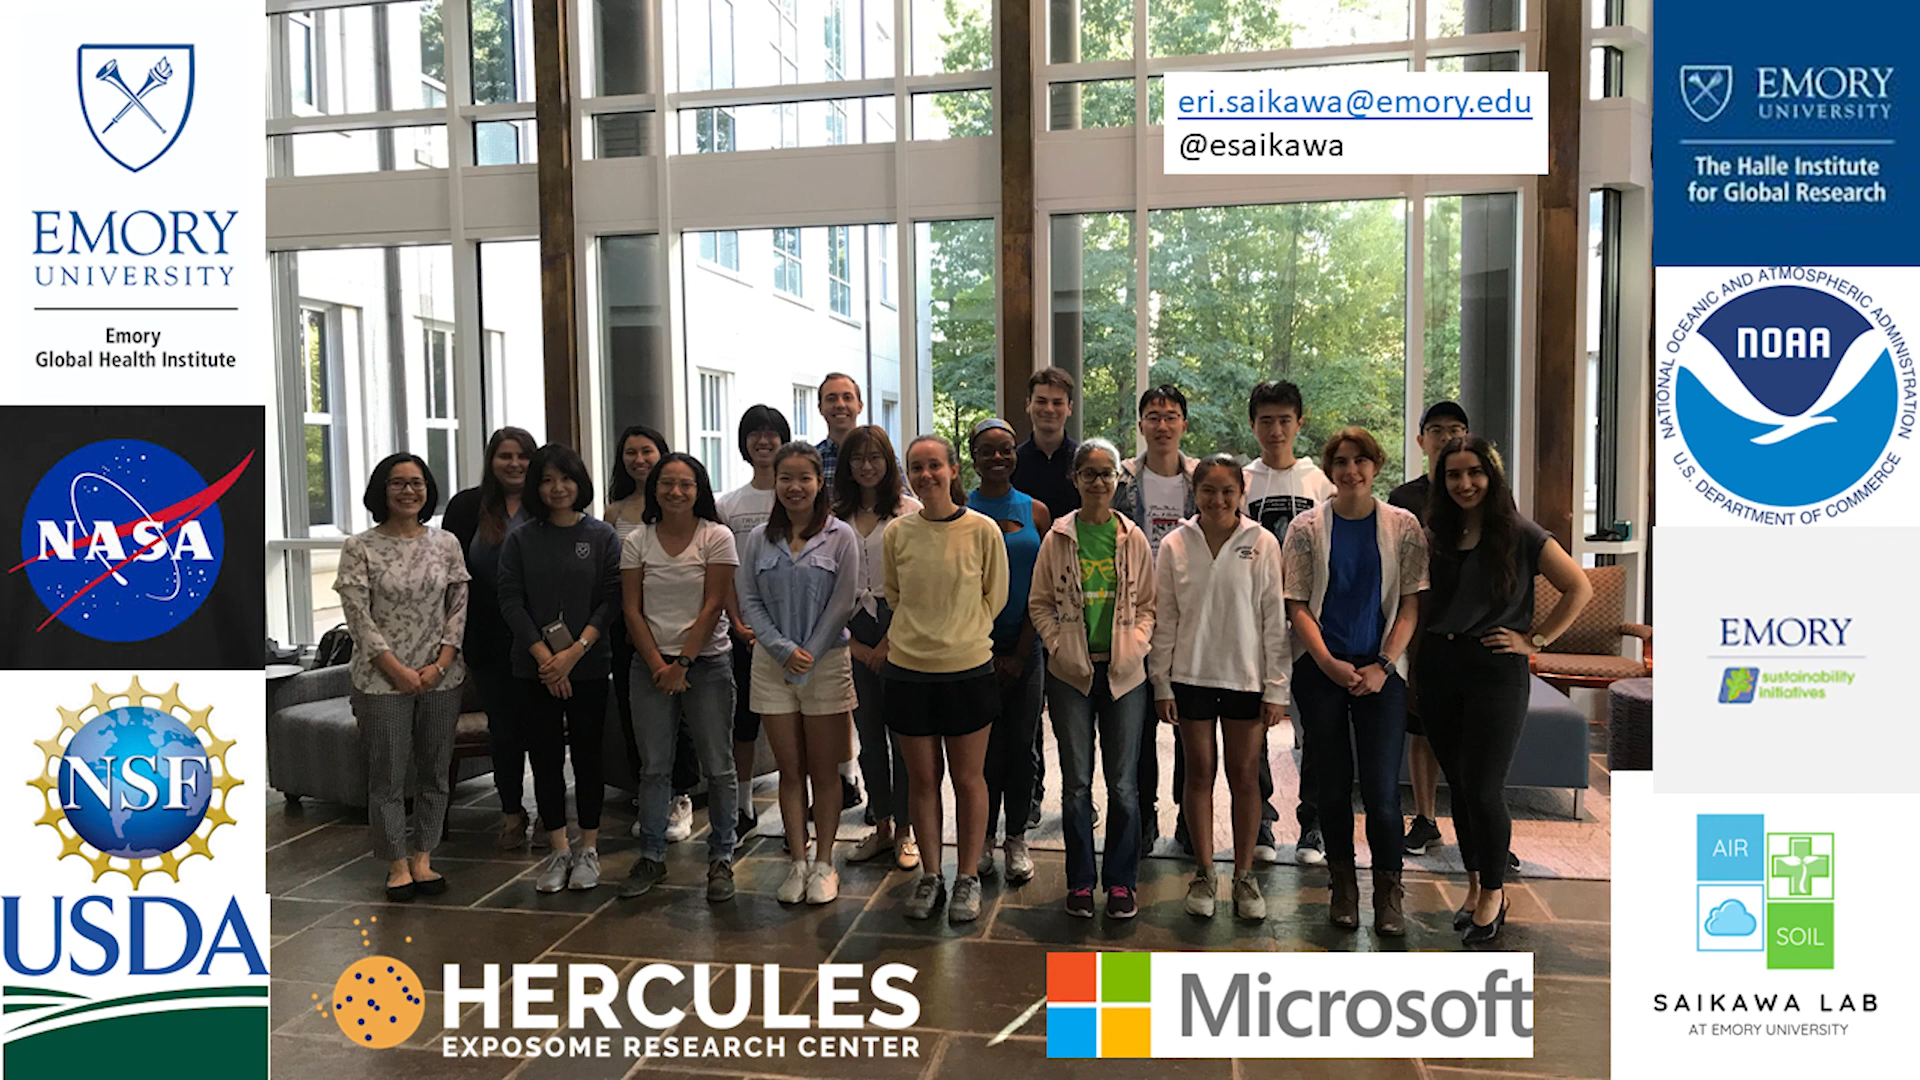 EMORY
UNIVERSITY
Emory
Global Health Institute
NASA
NSF
USDA
eri.saikawa@emory.edu
@esaikawa
HERCULES
EXPOSOME RESEARCH CENTER
Microsoft
EMORY
UNIVERSITY
The Halle Institute
for Global Research
NATIONAL OCEANIC AND ATMOSPHERIC ADMINISTRATION
NOAA
U.S. DEPARTMENT OF COMMERCE
EMORY
sustainability
initiatives
AIR
SOIL
SAIKAWA LAB
AT EMORY UNIVERSITY